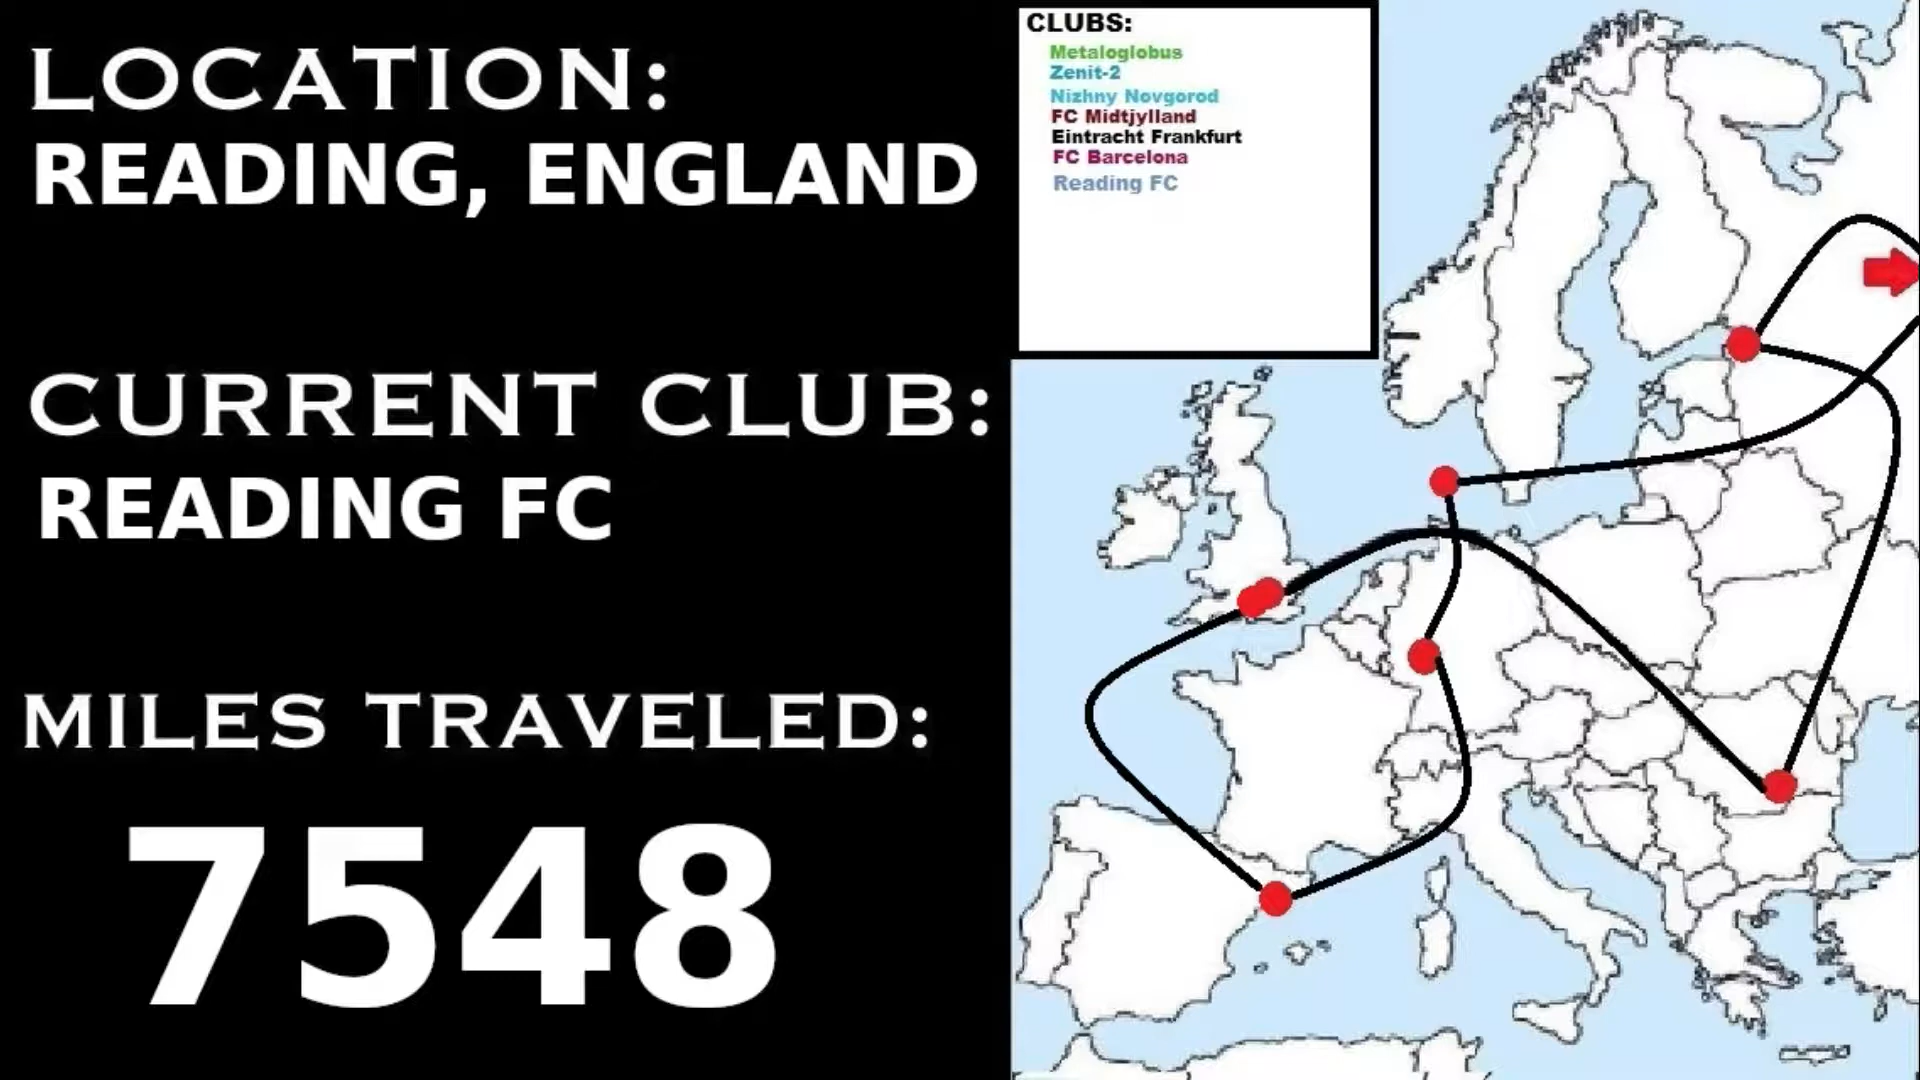 LOCATION:
READING, ENGLAND
CURRENT CLUB:
READING FC
MILES TRAVELED:
7548
CLUBS:
Metaloglobus
Zenit-2
Nizhny Novgorod
FC Midtjylland
Eintracht Frankfurt
FC Barcelona
Reading FC